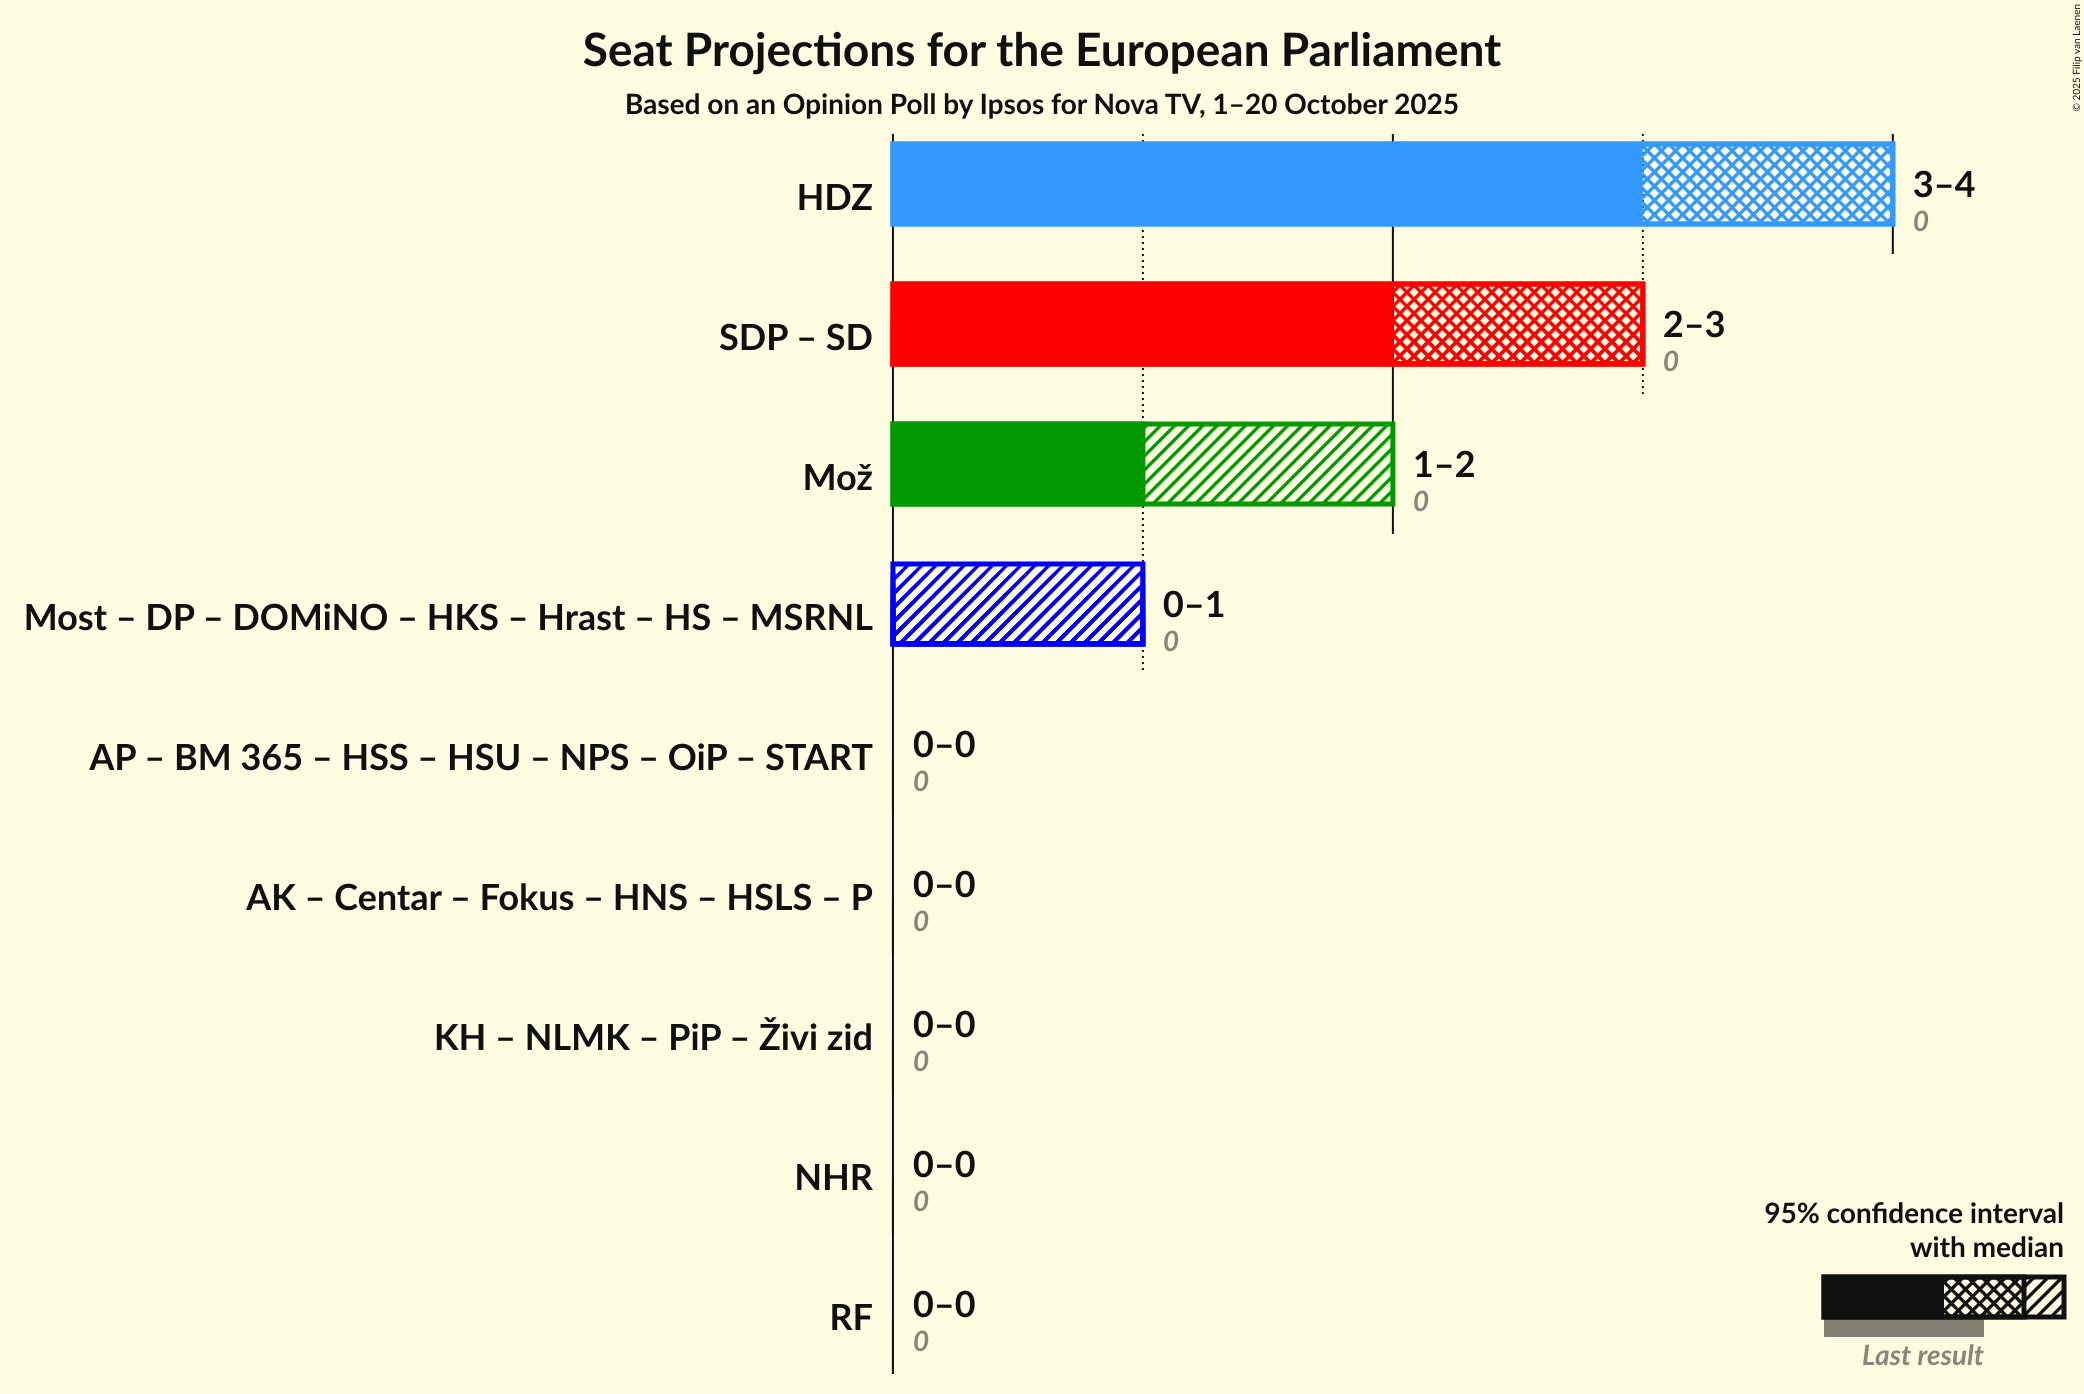 Seat Projections for the European Parliament
Based on an Opinion Poll by Ipsos for Nova TV, 1–20 October 2025
© 2025 Filip van Laenen
HDZ
3–4
0
SDP – SD
2–3
0
Mož
1–2
0
Most – DP – DOMiNO – HKS – Hrast – HS – MSRNL
0–1
0
AP – BM 365 – HSS – HSU – NPS – OiP – START
0–0
0
AK – Centar – Fokus – HNS – HSLS – P
0–0
0
KH – NLMK – PiP – Živi zid
0–0
0
NHR
0–0
0
RF
0–0
0
95% confidence interval
with median
Last result